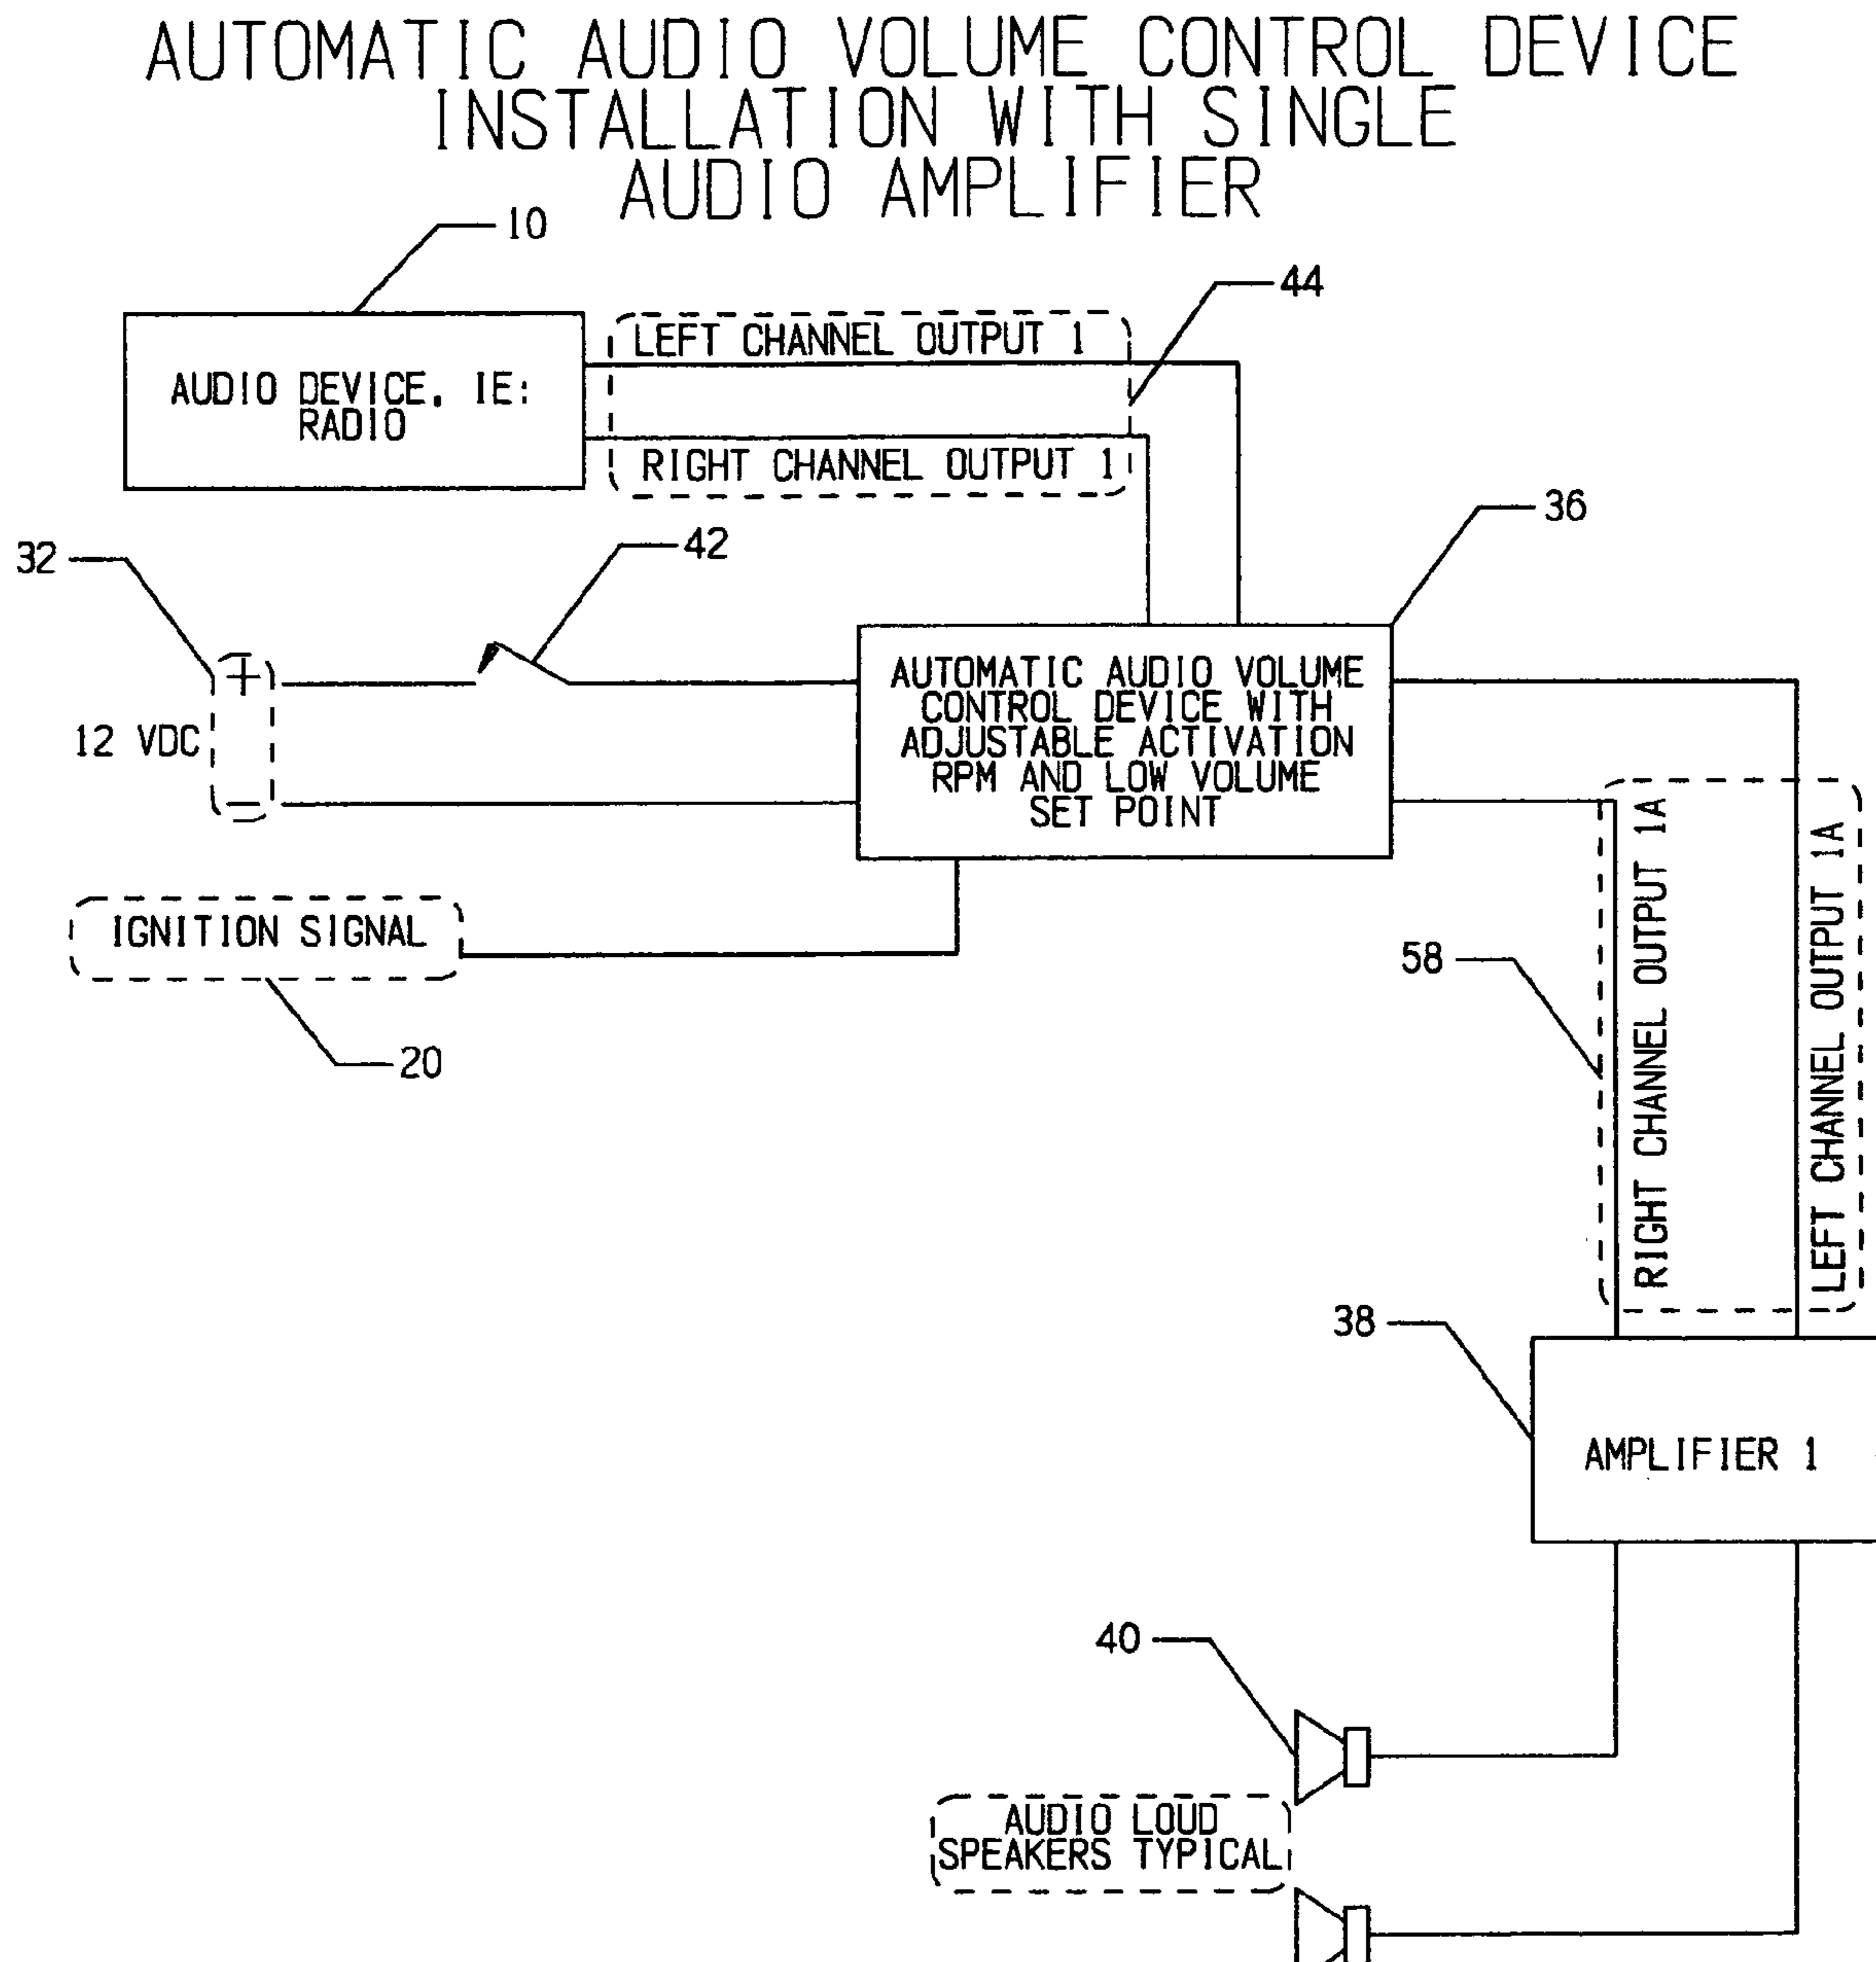 AUTOMATIC AUDIO VOLUME CONTROL DEVICE
INSTALLATION WITH SINGLE
AUDIO AMPLIFIER
10
44
LEFT CHANNEL OUTPUT 1
AUDIO DEVICE, IE:
RADIO
RIGHT CHANNEL OUTPUT 1
36
42
32
+
12 VDC
−
AUTOMATIC AUDIO VOLUME
CONTROL DEVICE WITH
ADJUSTABLE ACTIVATION
RPM AND LOW VOLUME
SET POINT
IGNITION SIGNAL
20
58
RIGHT CHANNEL OUTPUT 1A
LEFT CHANNEL OUTPUT 1A
38
AMPLIFIER 1
40
AUDIO LOUD
SPEAKERS TYPICAL